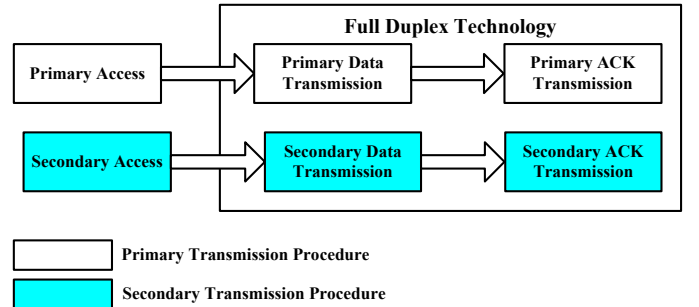 Full Duplex Technology
Primary Access
Primary Data
Transmission
Primary ACK
Transmission
Secondary Access
Secondary Data
Transmission
Secondary ACK
Transmission
Primary Transmission Procedure
Secondary Transmission Procedure